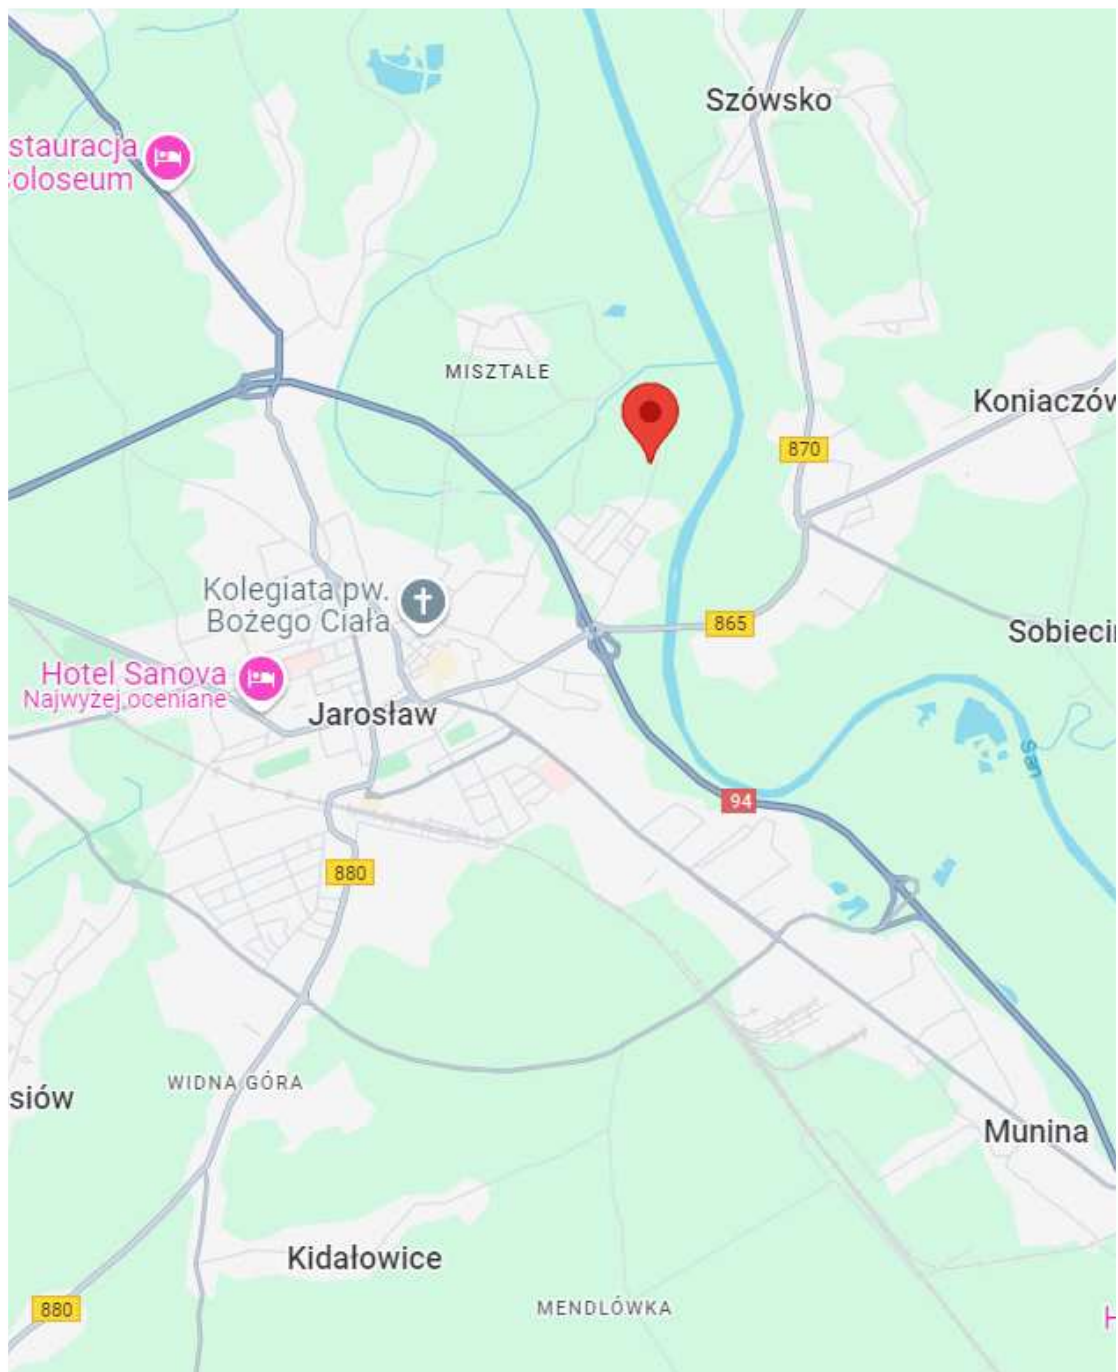 Szówsko
stauracja
Coloseum
MISZTALE
Koniaczów
870
Kolegiata pw.
Bożego Ciała
865
Sobiecin
Hotel Sanova
Najwyżej oceniane
Jarosław
San
94
880
WIDNA GÓRA
siów
Munina
Kidałowice
880
MENDLÓWKA
H